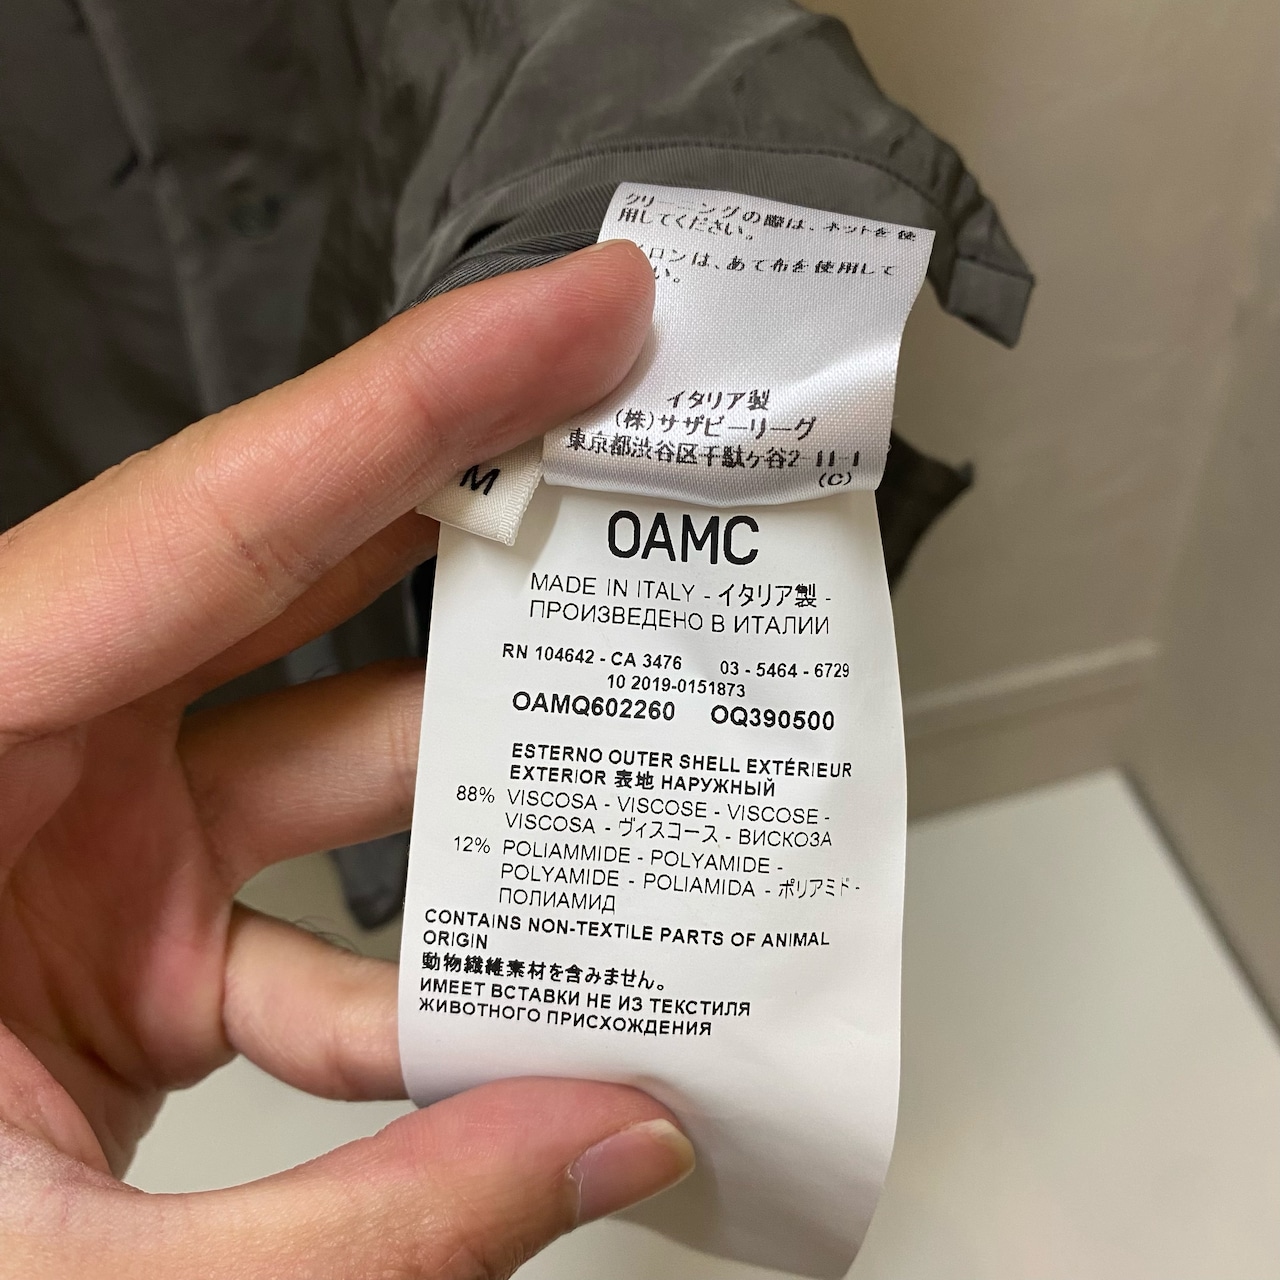 クリーニングの際は、ネットを使
用してください。
イロンは、あて布を使用して
い。
イタリア製
(株)サザビーリーグ
東京都渋谷区千駄ヶ谷2-11-1
(C)
M
OAMC
MADE IN ITALY - イタリア製 -
ПРОИЗВЕДЕНО В ИТАЛИИ
RN 104642 - CA 3476 03 - 5464 - 6729
10 2019-0151873
OAMQ602260 OQ390500
ESTERNO OUTER SHELL EXTÉRIEUR
EXTERIOR 表地 НАРУЖНЫЙ
88% VISCOSA - VISCOSE - VISCOSE -
VISCOSA - ヴィスコース - ВИСКОЗА
12% POLIAMMIDE - POLYAMIDE -
POLYAMIDE - POLIAMIDA - ポリアミド -
ПОЛИАМИД
CONTAINS NON-TEXTILE PARTS OF ANIMAL
ORIGIN
動物繊維素材を含みません。
ИМЕЕТ ВСТАВКИ НЕ ИЗ ТЕКСТИЛЯ
ЖИВОТНОГО ПРИСХОЖДЕНИЯ